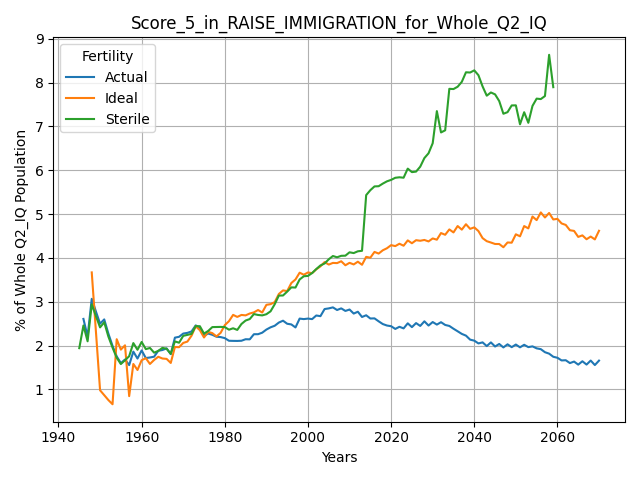 Score_5_in_RAISE_IMMIGRATION_for_Whole_Q2_IQ
% of Whole Q2_IQ Population
9
8
7
6
5
4
3
2
1
Fertility
Actual
Ideal
Sterile
1940 1960 1980 2000 2020 2040 2060
Years